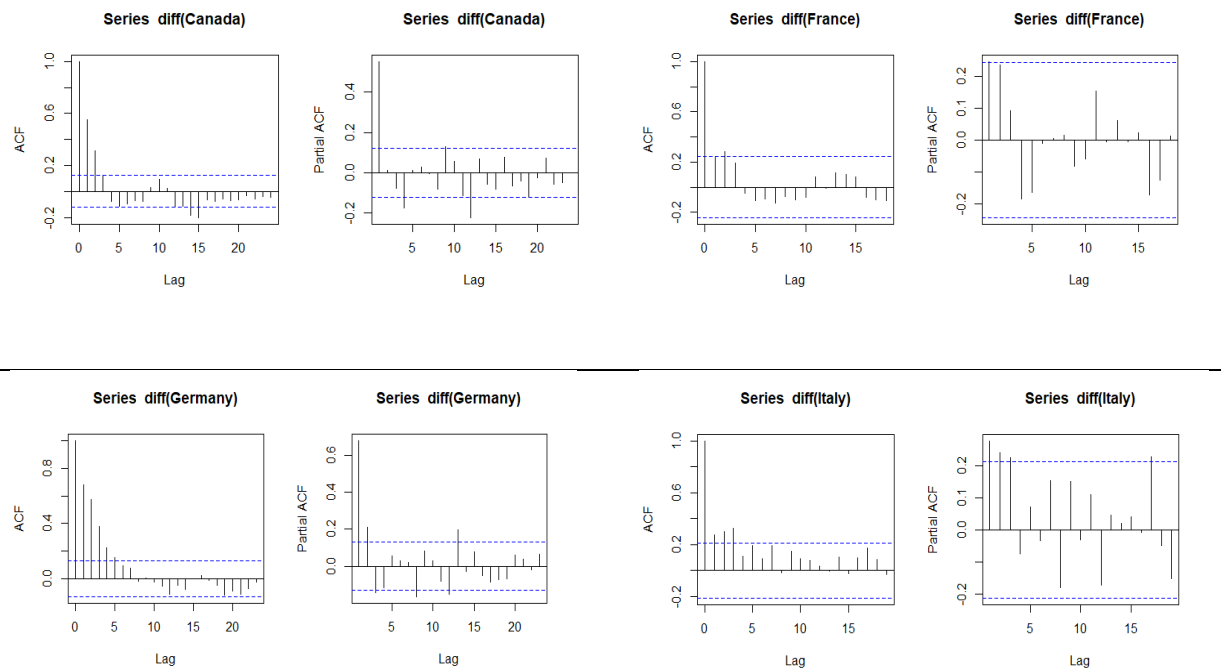 Series diff(Canada)
ACF
1.0
0.6
0.2
-0.2
0 5 10 15 20
Lag
Series diff(Canada)
Partial ACF
0.4
0.2
0.0
-0.2
5 10 15 20
Lag
Series diff(France)
ACF
1.0
0.6
0.2
-0.2
0 5 10 15
Lag
Series diff(France)
Partial ACF
0.2
0.1
0.0
-0.2
5 10 15
Lag
Series diff(Germany)
ACF
0.8
0.4
0.0
0 5 10 15 20
Lag
Series diff(Germany)
Partial ACF
0.6
0.4
0.2
0.0
5 10 15 20
Lag
Series diff(Italy)
ACF
1.0
0.6
0.2
-0.2
0 5 10 15
Lag
Series diff(Italy)
Partial ACF
0.2
0.1
0.0
-0.2
5 10 15
Lag